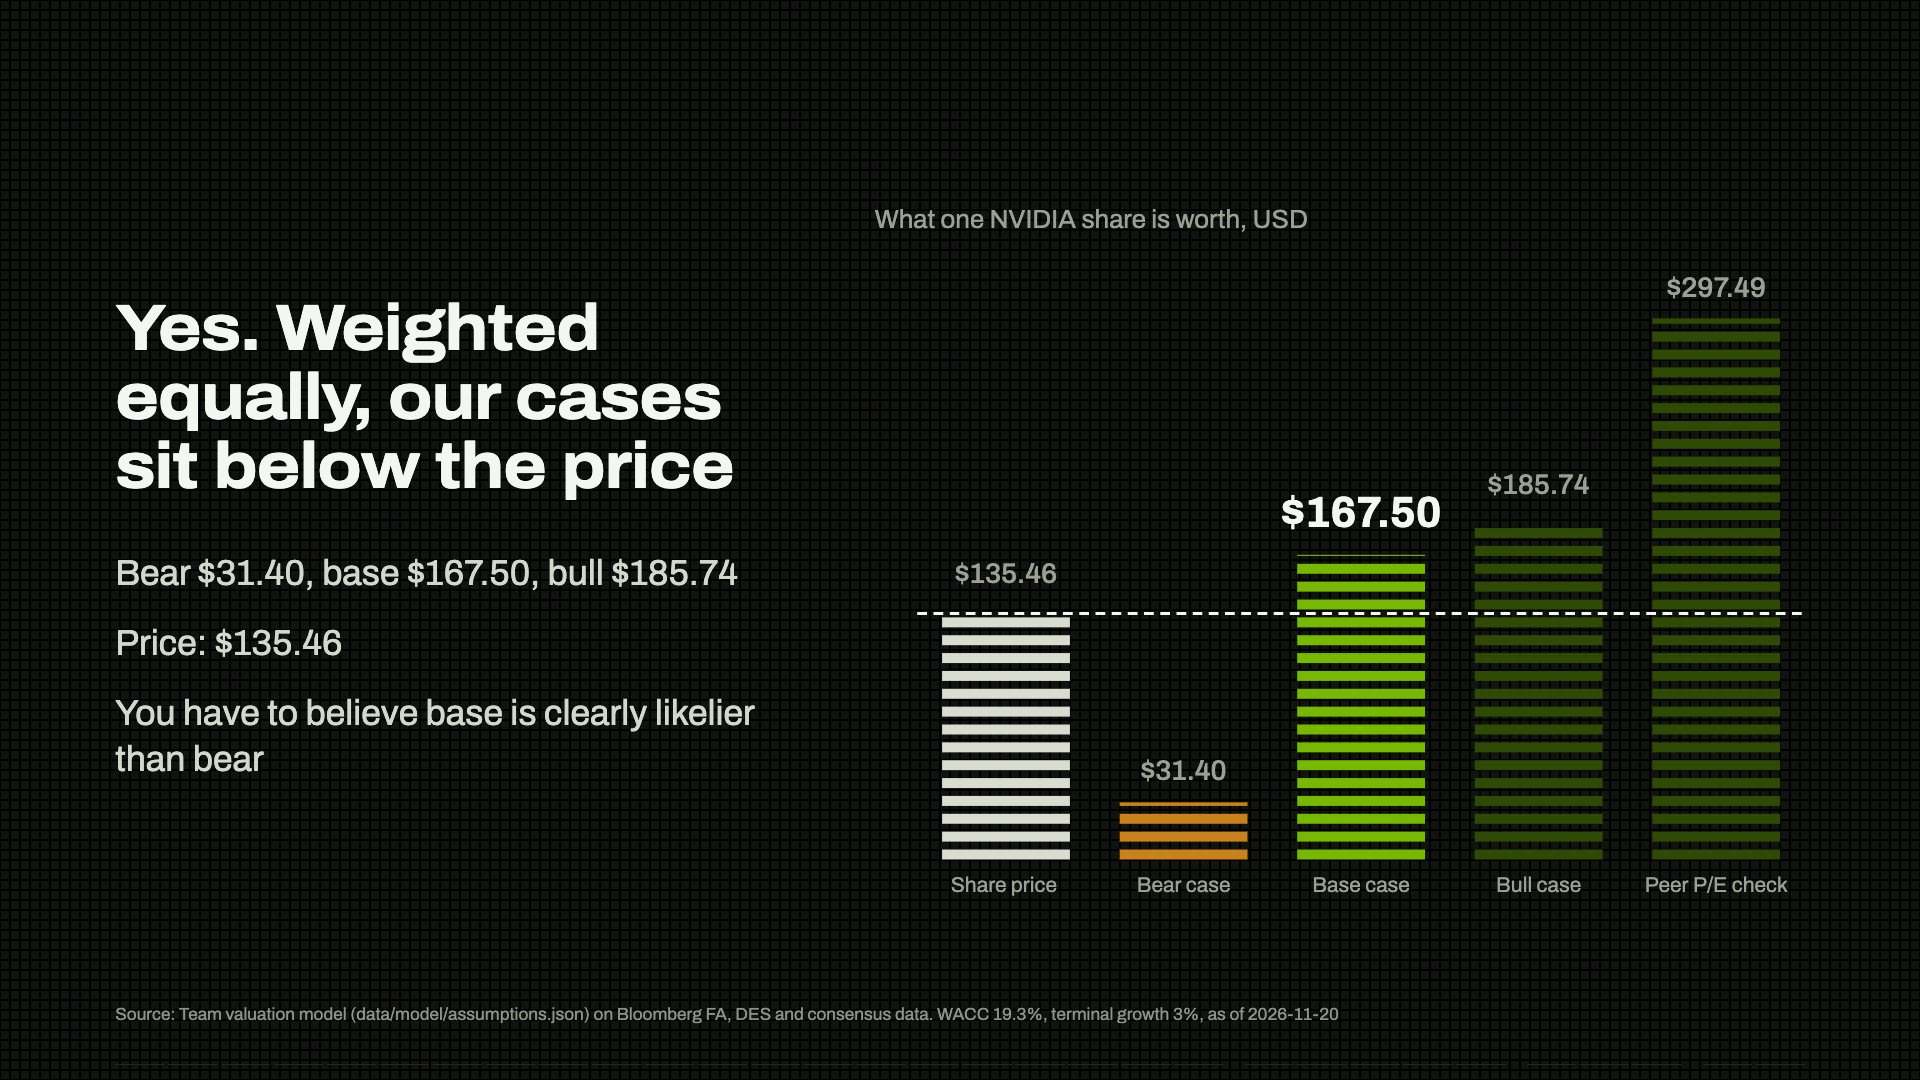 What one NVIDIA share is worth, USD
Yes. Weighted
equally, our cases
sit below the price
Bear $31.40, base $167.50, bull $185.74
Price: $135.46
You have to believe base is clearly likelier
than bear
$135.46
$31.40
$167.50
$185.74
$297.49
Share price
Bear case
Base case
Bull case
Peer P/E check
Source: Team valuation model (data/model/assumptions.json) on Bloomberg FA, DES and consensus data. WACC 19.3%, terminal growth 3%, as of 2026-11-20